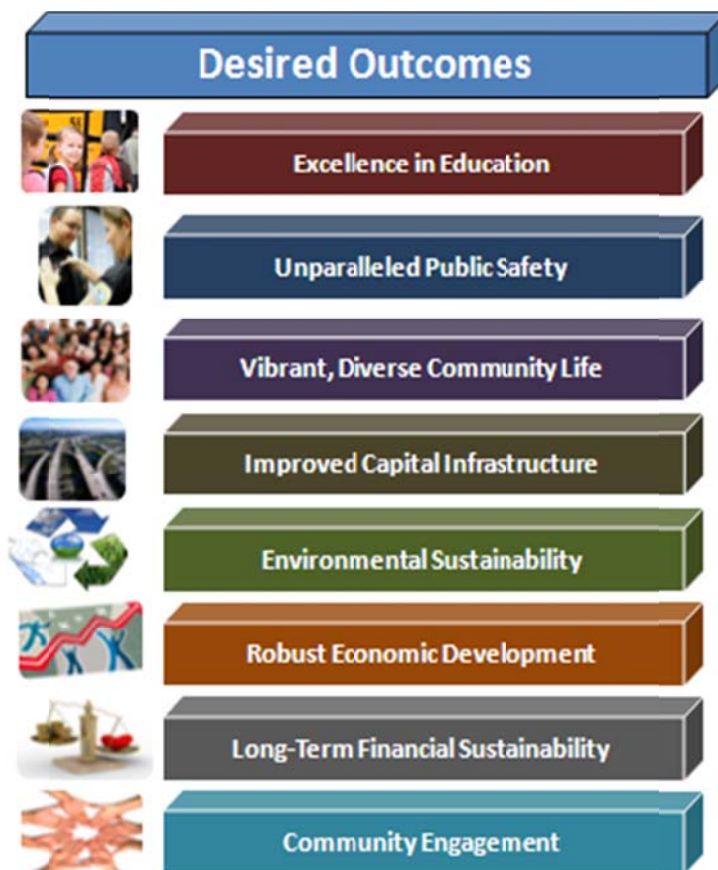 Desired Outcomes
Excellence in Education
Unparalleled Public Safety
Vibrant, Diverse Community Life
Improved Capital Infrastructure
Environmental Sustainability
Robust Economic Development
Long-Term Financial Sustainability
Community Engagement